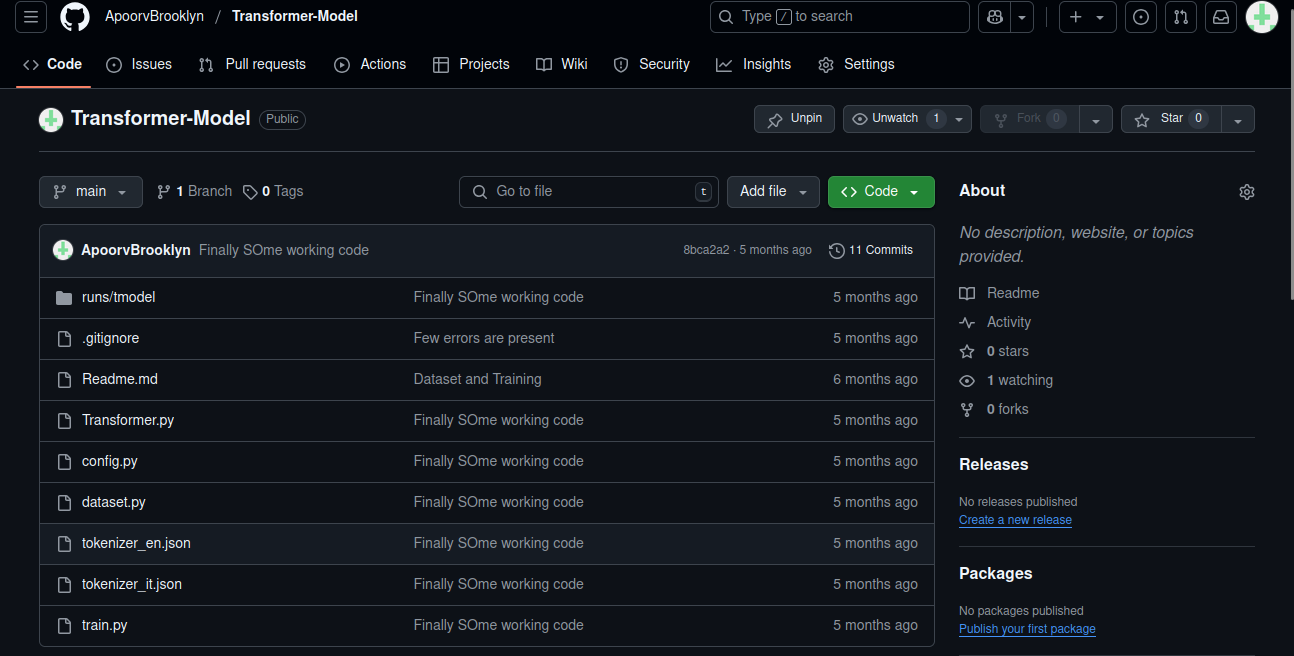 ApoorvBrooklyn / Transformer-Model
Type / to search
Code Issues Pull requests Actions Projects Wiki Security Insights Settings
Transformer-Model Public
Unpin Unwatch 1 Fork 0 Star 0
main 1 Branch 0 Tags Go to file t Add file Code
ApoorvBrooklyn Finally SOme working code 8bca2a2 · 5 months ago 11 Commits
runs/tmodel Finally SOme working code 5 months ago
.gitignore Few errors are present 5 months ago
Readme.md Dataset and Training 6 months ago
Transformer.py Finally SOme working code 5 months ago
config.py Finally SOme working code 5 months ago
dataset.py Finally SOme working code 5 months ago
tokenizer_en.json Finally SOme working code 5 months ago
tokenizer_it.json Finally SOme working code 5 months ago
train.py Finally SOme working code 5 months ago
About
No description, website, or topics
provided.
Readme
Activity
0 stars
1 watching
0 forks
Releases
No releases published
Create a new release
Packages
No packages published
Publish your first package